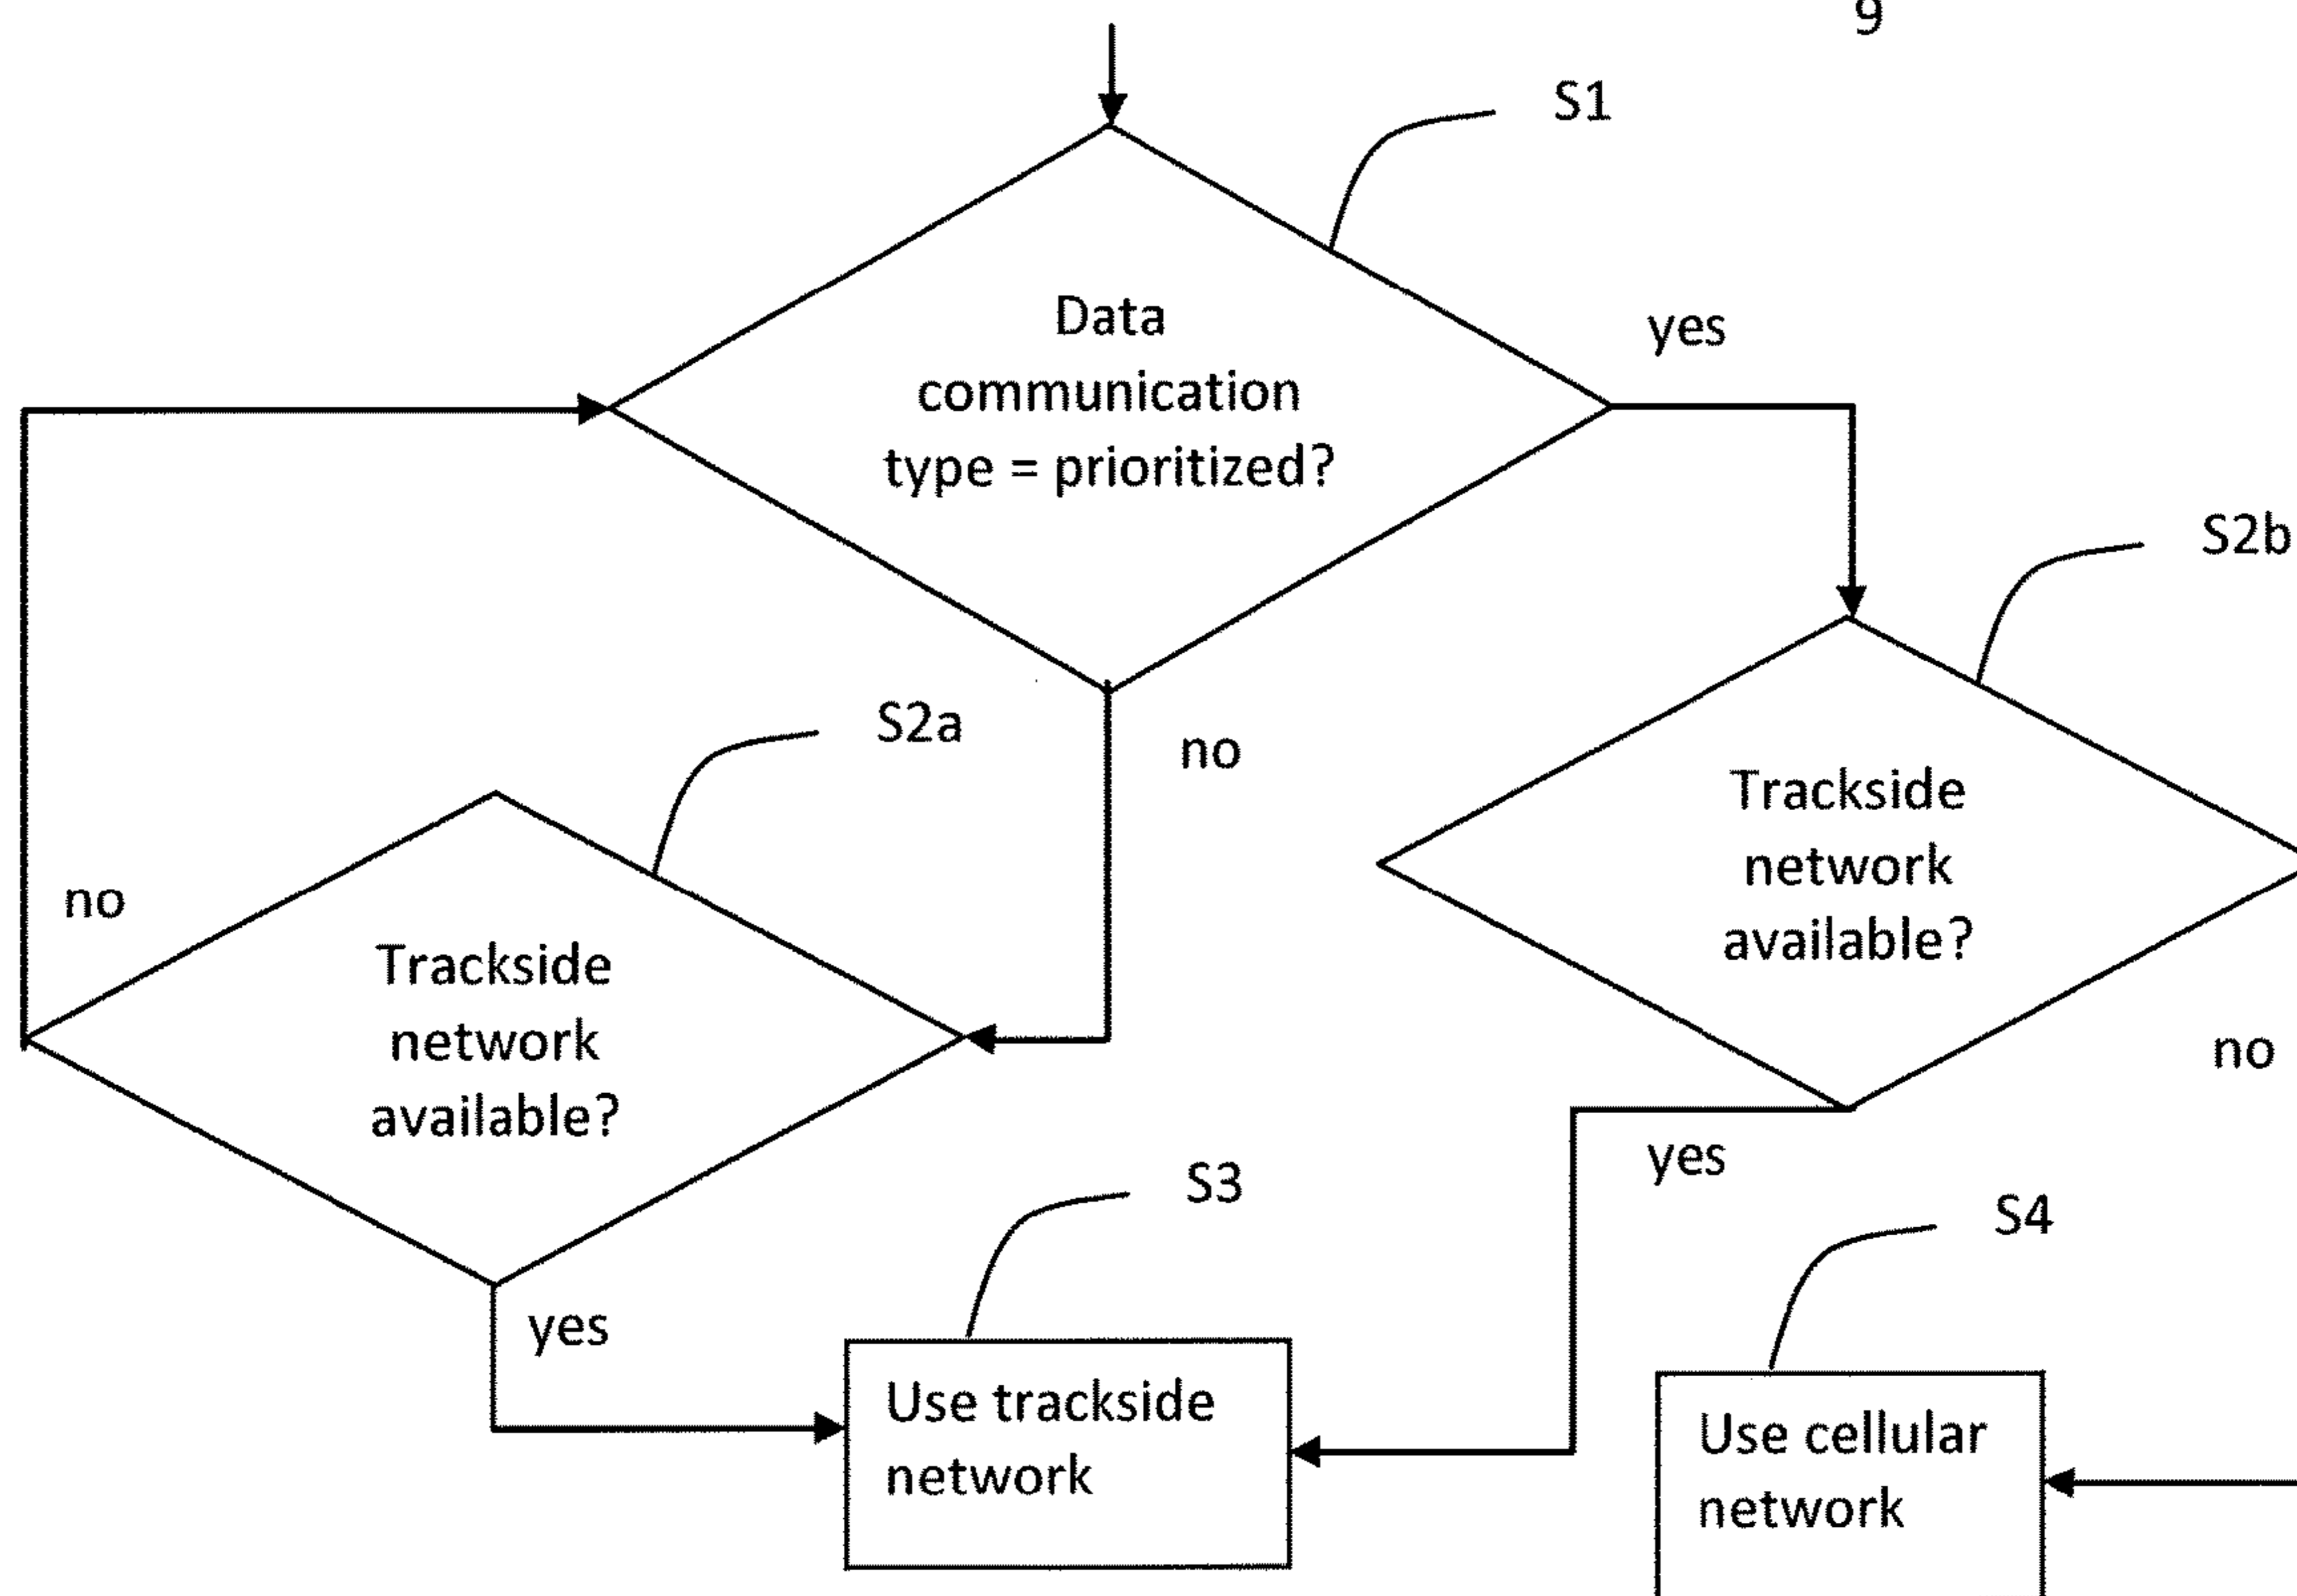 9
S1
Data
communication
type = prioritized?
yes
S2b
S2a
no
Trackside
network
available?
no
Trackside
network
available?
no
yes
S3
S4
yes
Use trackside
network
Use cellular
network